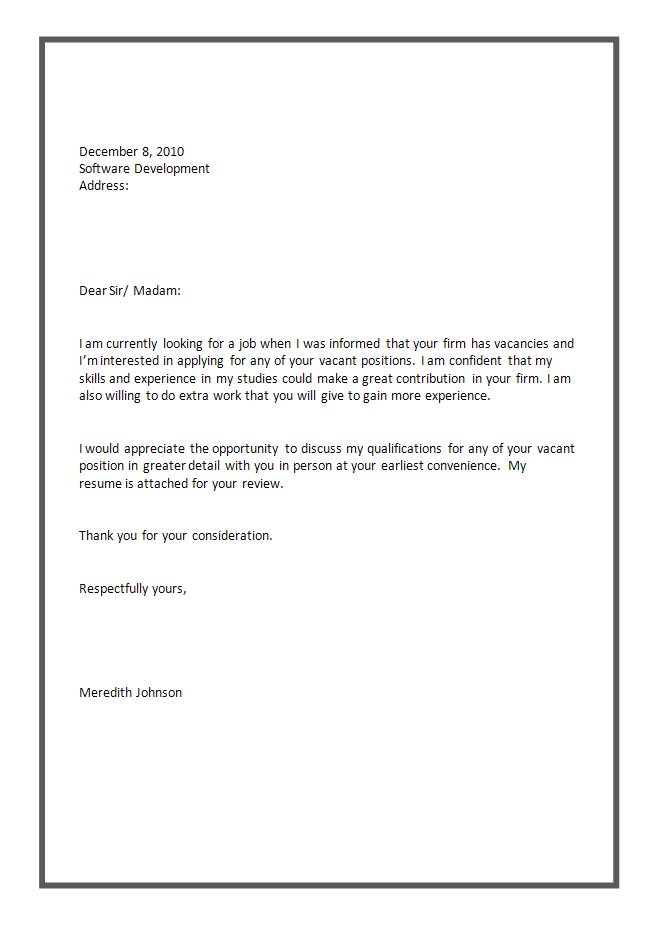 December 8, 2010
Software Development
Address:
Dear Sir/ Madam:
I am currently looking for a job when I was informed that your firm has vacancies and
I’m interested in applying for any of your vacant positions. I am confident that my
skills and experience in my studies could make a great contribution in your firm. I am
also willing to do extra work that you will give to gain more experience.
I would appreciate the opportunity to discuss my qualifications for any of your vacant
position in greater detail with you in person at your earliest convenience. My
resume is attached for your review.
Thank you for your consideration.
Respectfully yours,
Meredith Johnson